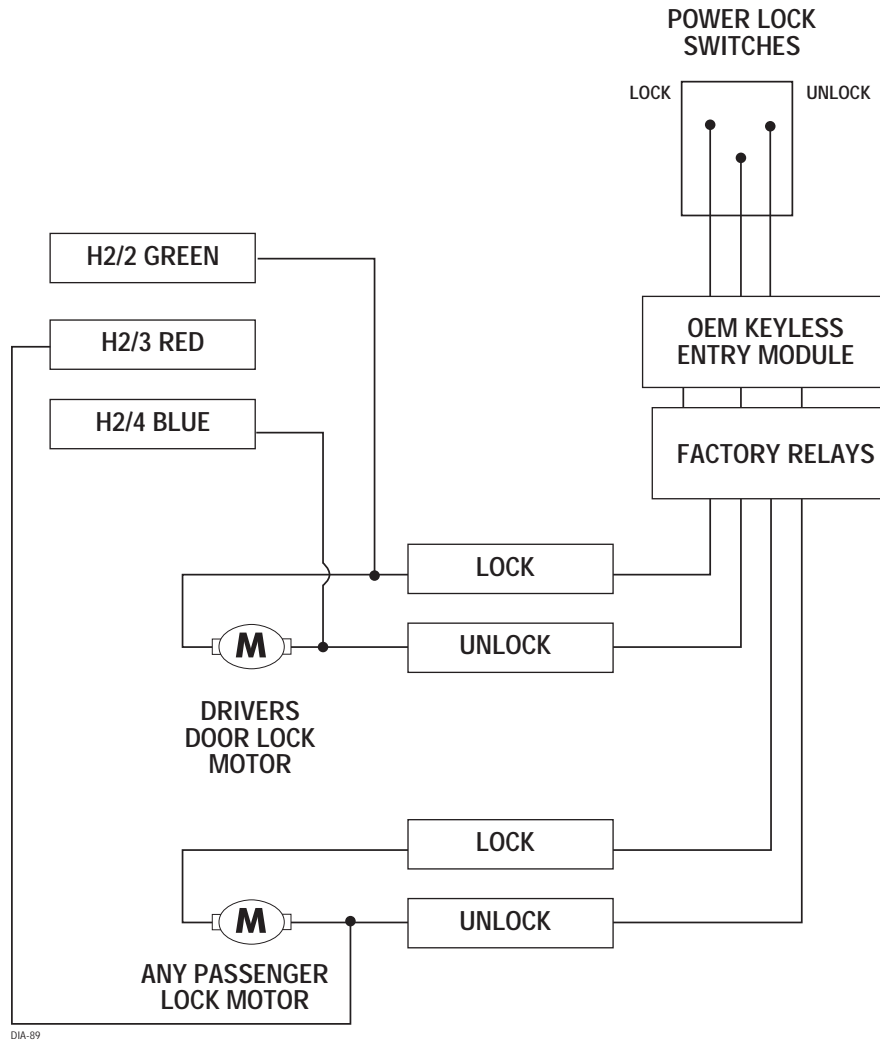 POWER LOCK
SWITCHES
LOCK
UNLOCK
H2/2 GREEN
H2/3 RED
H2/4 BLUE
OEM KEYLESS
ENTRY MODULE
FACTORY RELAYS
LOCK
M
UNLOCK
DRIVERS
DOOR LOCK
MOTOR
LOCK
M
UNLOCK
ANY PASSENGER
LOCK MOTOR
DIA-89